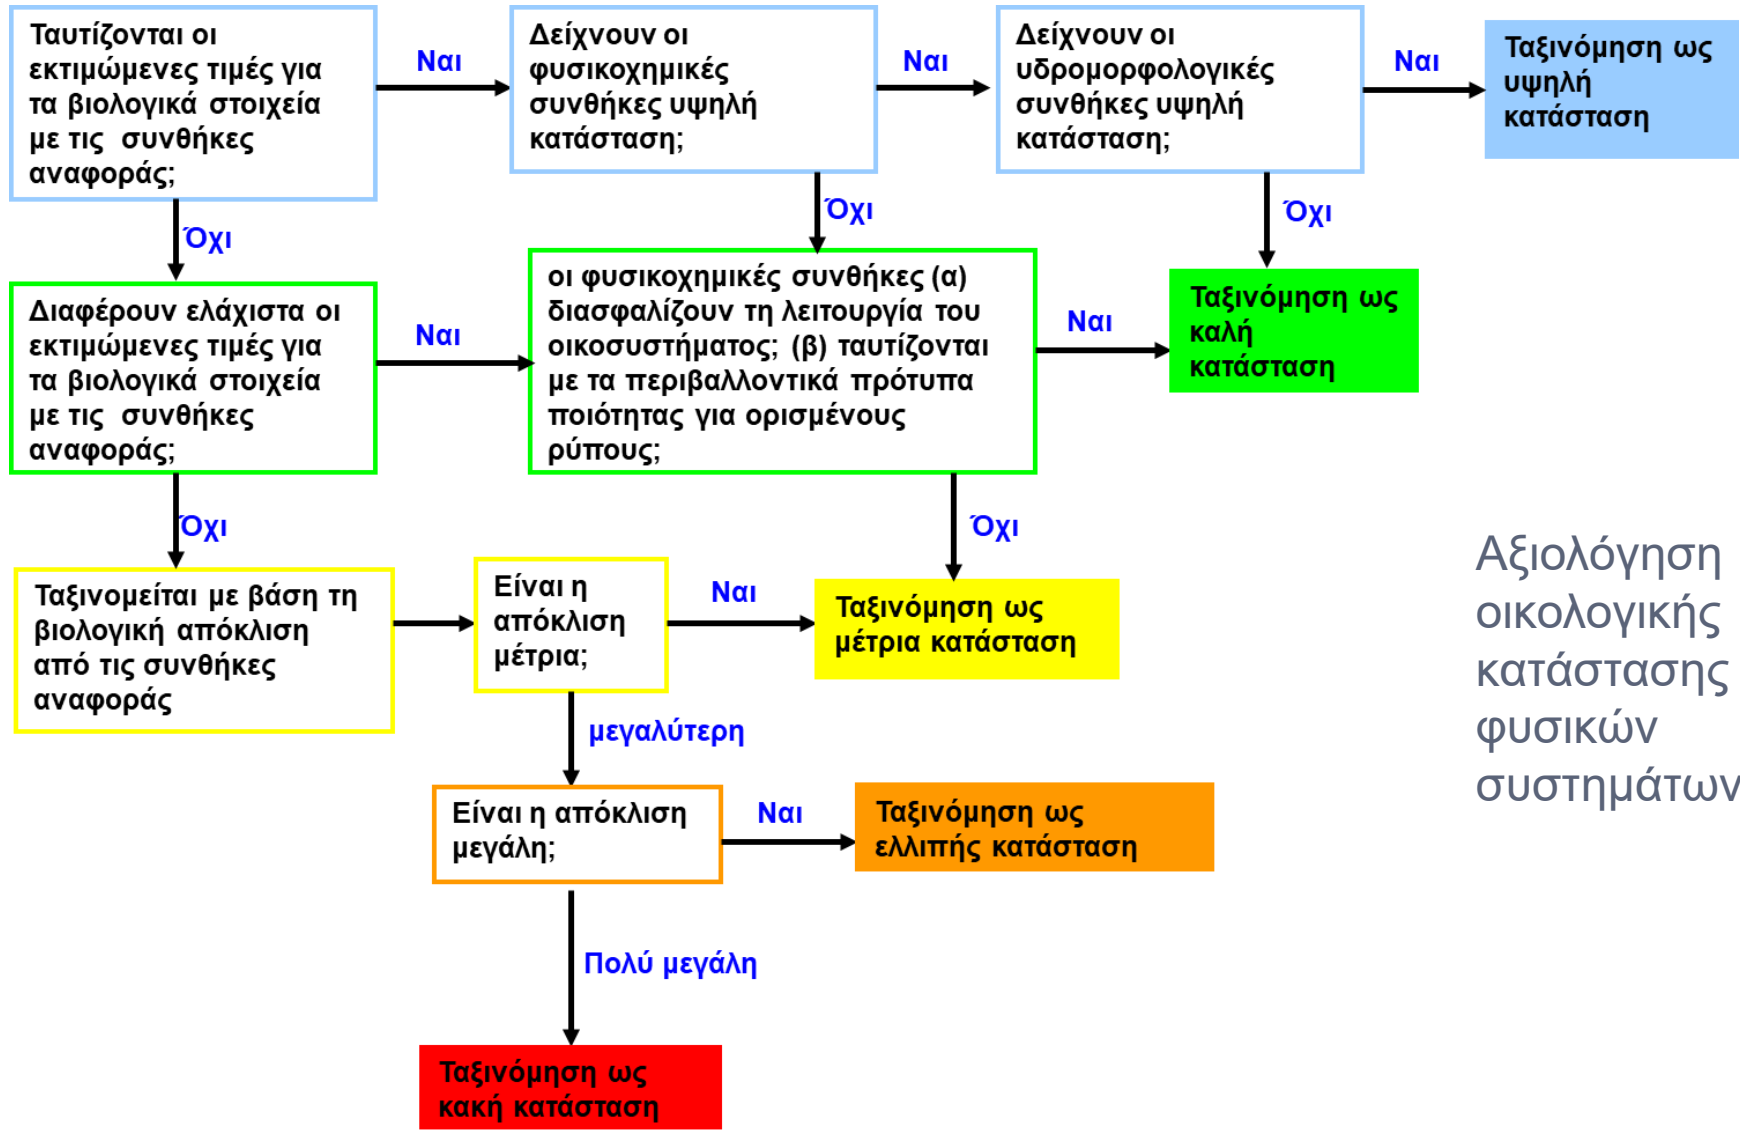 Ταυτίζονται οι
εκτιμώμενες τιμές για
τα βιολογικά στοιχεία
με τις συνθήκες
αναφοράς;
Ναι
Δείχνουν οι
φυσικοχημικές
συνθήκες υψηλή
κατάσταση;
Ναι
Δείχνουν οι
υδρομορφολογικές
συνθήκες υψηλή
κατάσταση;
Ναι
Ταξινόμηση ως
υψηλή
κατάσταση
Όχι
Όχι
Όχι
Διαφέρουν ελάχιστα οι
εκτιμώμενες τιμές για
τα βιολογικά στοιχεία
με τις συνθήκες
αναφοράς;
Ναι
οι φυσικοχημικές συνθήκες (α)
διασφαλίζουν τη λειτουργία του
οικοσυστήματος; (β) ταυτίζονται
με τα περιβαλλοντικά πρότυπα
ποιότητας για ορισμένους
ρύπους;
Ναι
Ταξινόμηση ως
καλή
κατάσταση
Όχι
Όχι
Ταξινομείται με βάση τη
βιολογική απόκλιση
από τις συνθήκες
αναφοράς
Είναι η
απόκλιση
μέτρια;
Ναι
Ταξινόμηση ως
μέτρια κατάσταση
μεγαλύτερη
Είναι η απόκλιση
μεγάλη;
Ναι
Ταξινόμηση ως
ελλιπής κατάσταση
Πολύ μεγάλη
Ταξινόμηση ως
κακή κατάσταση
Αξιολόγηση
οικολογικής
κατάστασης
φυσικών
συστημάτων